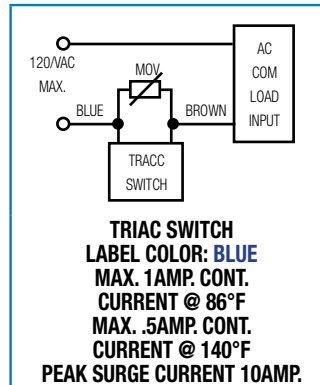 120/VAC
MAX.
MOV
AC
COM
LOAD
INPUT
BLUE
BROWN
TRACC
SWITCH
TRIAC SWITCH
LABEL COLOR: BLUE
MAX. 1AMP. CONT.
CURRENT @ 86°F
MAX. .5AMP. CONT.
CURRENT @ 140°F
PEAK SURGE CURRENT 10AMP.